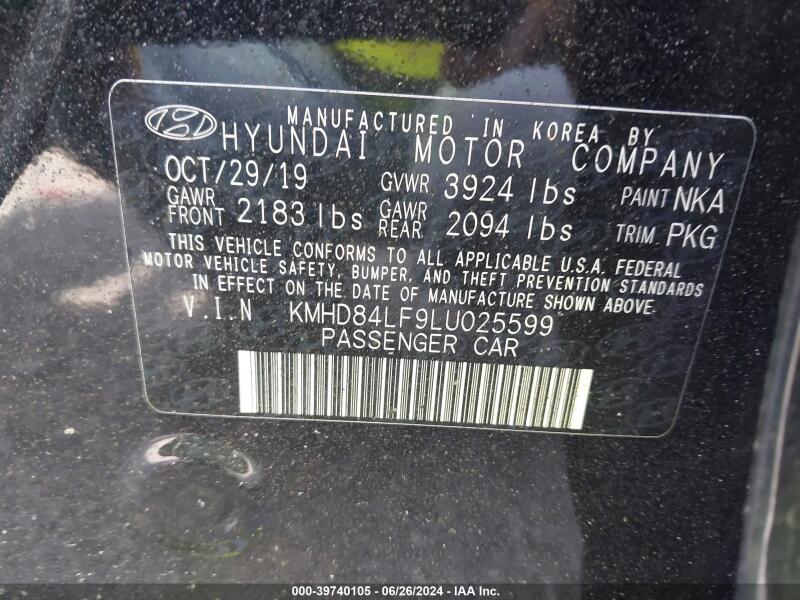 MANUFACTURED IN KOREA BY
HYUNDAI MOTOR COMPANY
OCT/29/19 GVWR 3924 lbs PAINT NKA
GAWR FRONT 2183 lbs GAWR REAR 2094 lbs TRIM PKG
THIS VEHICLE CONFORMS TO ALL APPLICABLE U.S.A. FEDERAL
MOTOR VEHICLE SAFETY, BUMPER, AND THEFT PREVENTION STANDARDS
IN EFFECT ON THE DATE OF MANUFACTURE SHOWN ABOVE.
V.I.N KMHD84LF9LU025599
PASSENGER CAR
000-39740105 - 06/26/2024 - IAA Inc.